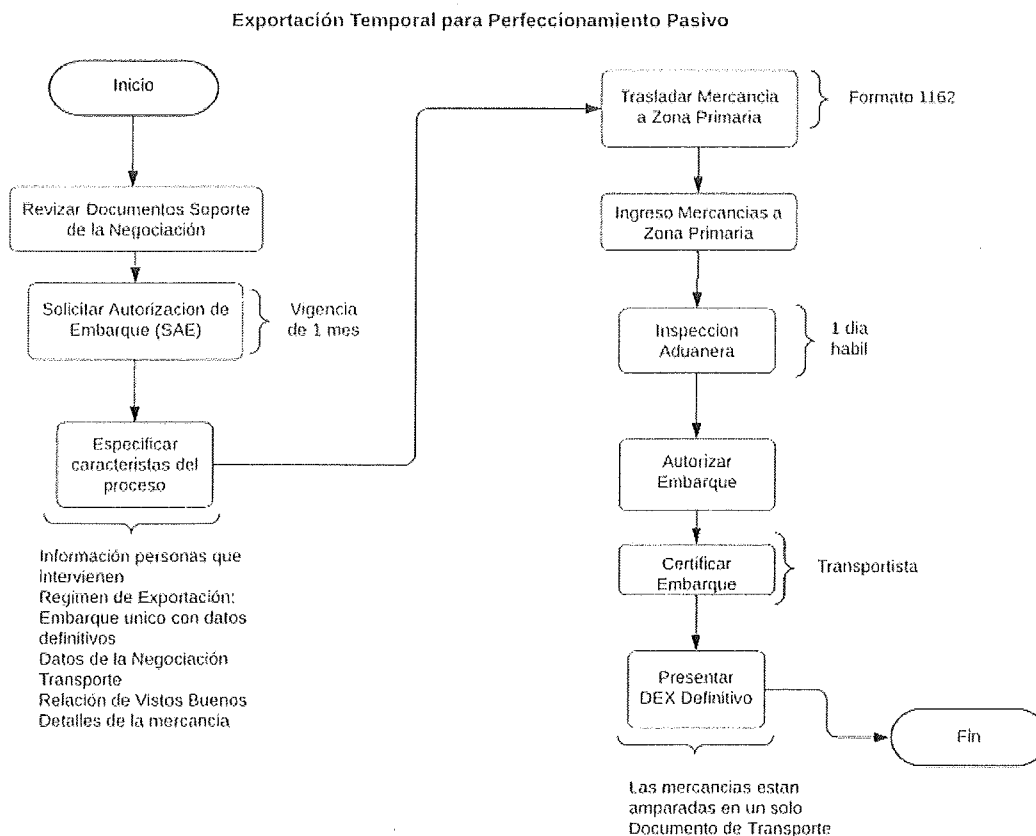 Exportación Temporal para Perfeccionamiento Pasivo
Inicio
Revizar Documentos Soporte
de la Negociación
Solicitar Autorizacion de
Embarque (SAE)
Vigencia
de 1 mes
Especificar
caracteristas del
proceso
Información personas que
intervienen
Regimen de Exportación:
Embarque unico con datos
definitivos
Datos de la Negociación
Transporte
Relación de Vistos Buenos
Detalles de la mercancia
Trasladar Mercancia
a Zona Primaria
Formato 1162
Ingreso Mercancias a
Zona Primaria
Inspeccion
Aduanera
1 dia
habil
Autorizar
Embarque
Certificar
Embarque
Transportista
Presentar
DEX Definitivo
Fin
Las mercancias estan
amparadas en un solo
Documento de Transporte